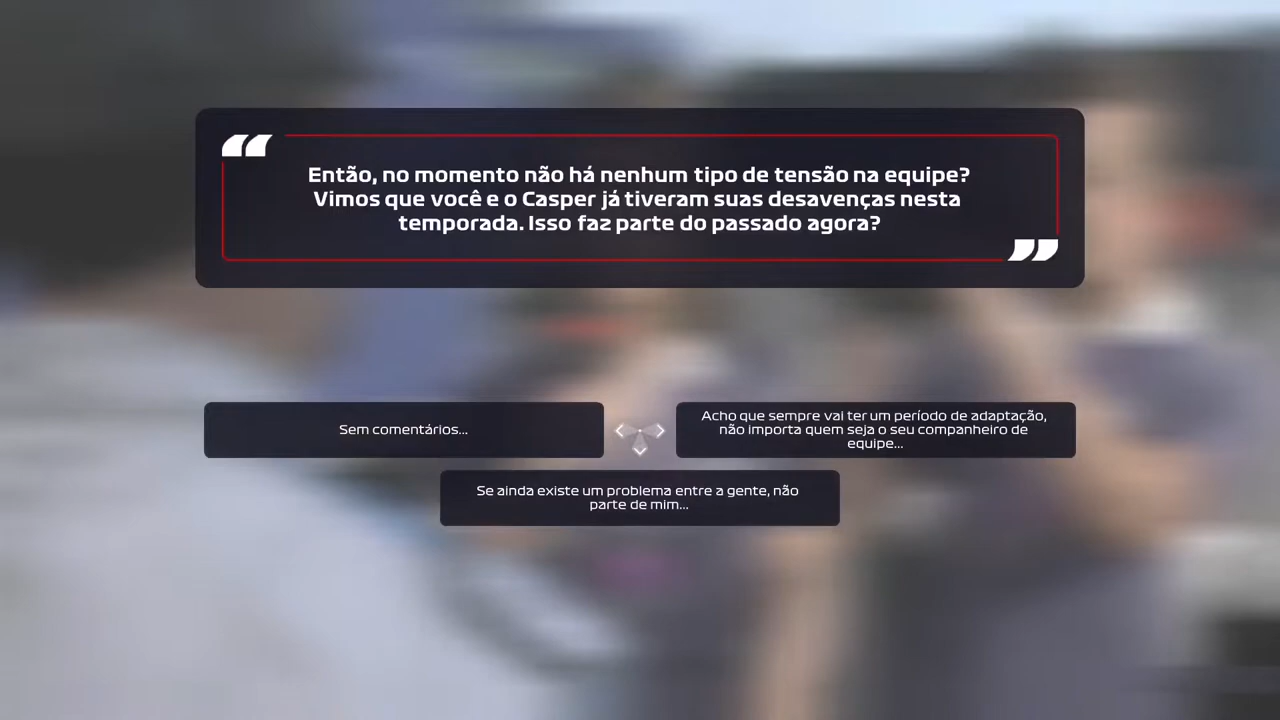 Então, no momento não há nenhum tipo de tensão na equipe?
Vimos que você e o Casper já tiveram suas desavenças nesta
temporada. Isso faz parte do passado agora?
Sem comentários...
Acho que sempre vai ter um período de adaptação,
não importa quem seja o seu companheiro de
equipe...
Se ainda existe um problema entre a gente, não
parte de mim...